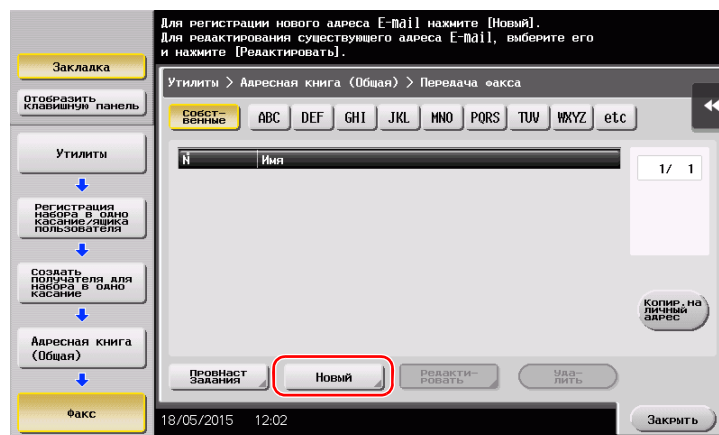 Для регистрации нового адреса E-mail нажмите [Новый].
Для редактирования существующего адреса E-mail, выберите его
и нажмите [Редактировать].
Закладка
Отобразить
клавишную панель
Утилиты
Регистрация
набора в одно
касание/ящика
пользователя
Создать
получателя для
набора в одно
касание
Адресная книга
(Общая)
Факс
Утилиты > Адресная книга (Общая) > Передача факса
Собст-
венные
ABC
DEF
GHI
JKL
MNO
PQRS
TUV
WXYZ
etc
N
Имя
1/ 1
Копир.на
личный
адрес
ПровНаст
Задания
Новый
Редакти-
ровать
Уда-
лить
18/05/2015 12:02
Закрыть